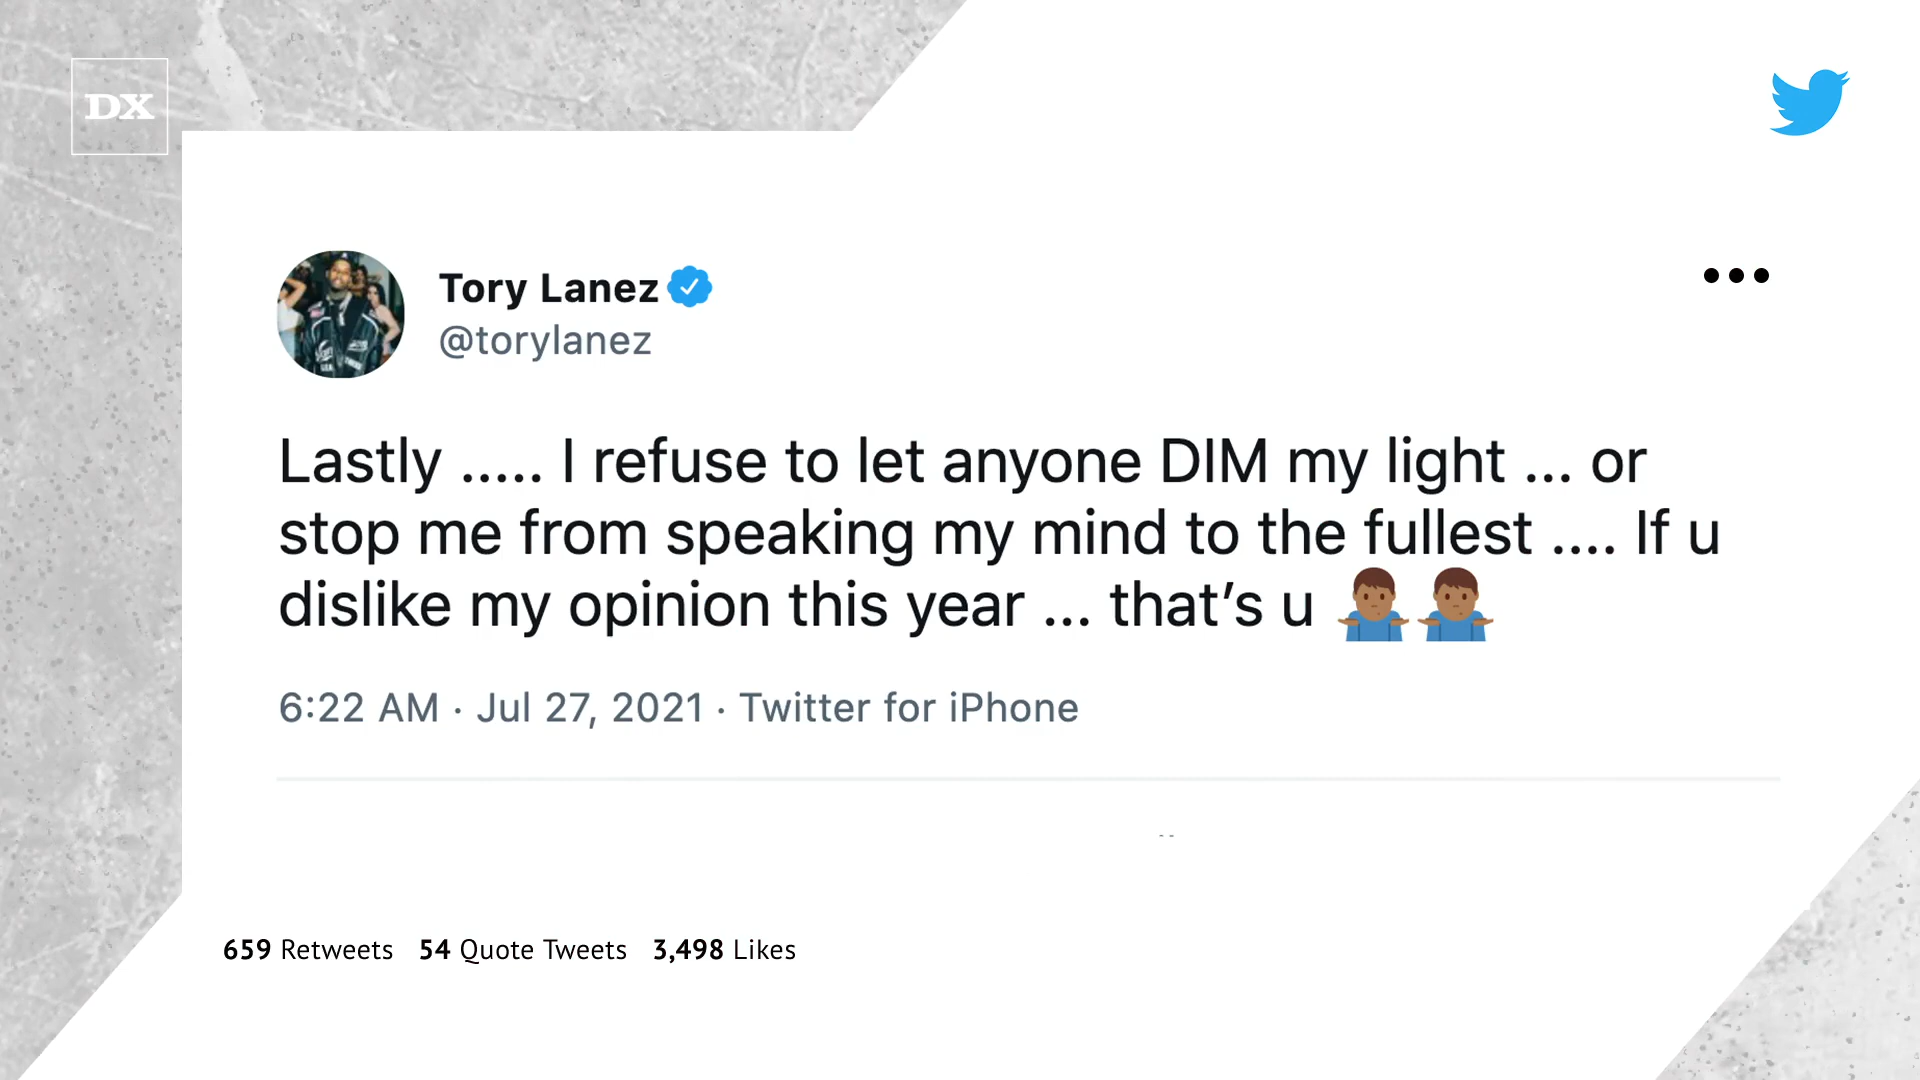 DX
Tory Lanez
@torylanez
Lastly ..... I refuse to let anyone DIM my light ... or
stop me from speaking my mind to the fullest .... If u
dislike my opinion this year ... that’s u 🤷🏾‍♂️🤷🏾‍♂️
6:22 AM · Jul 27, 2021 · Twitter for iPhone
659 Retweets 54 Quote Tweets 3,498 Likes